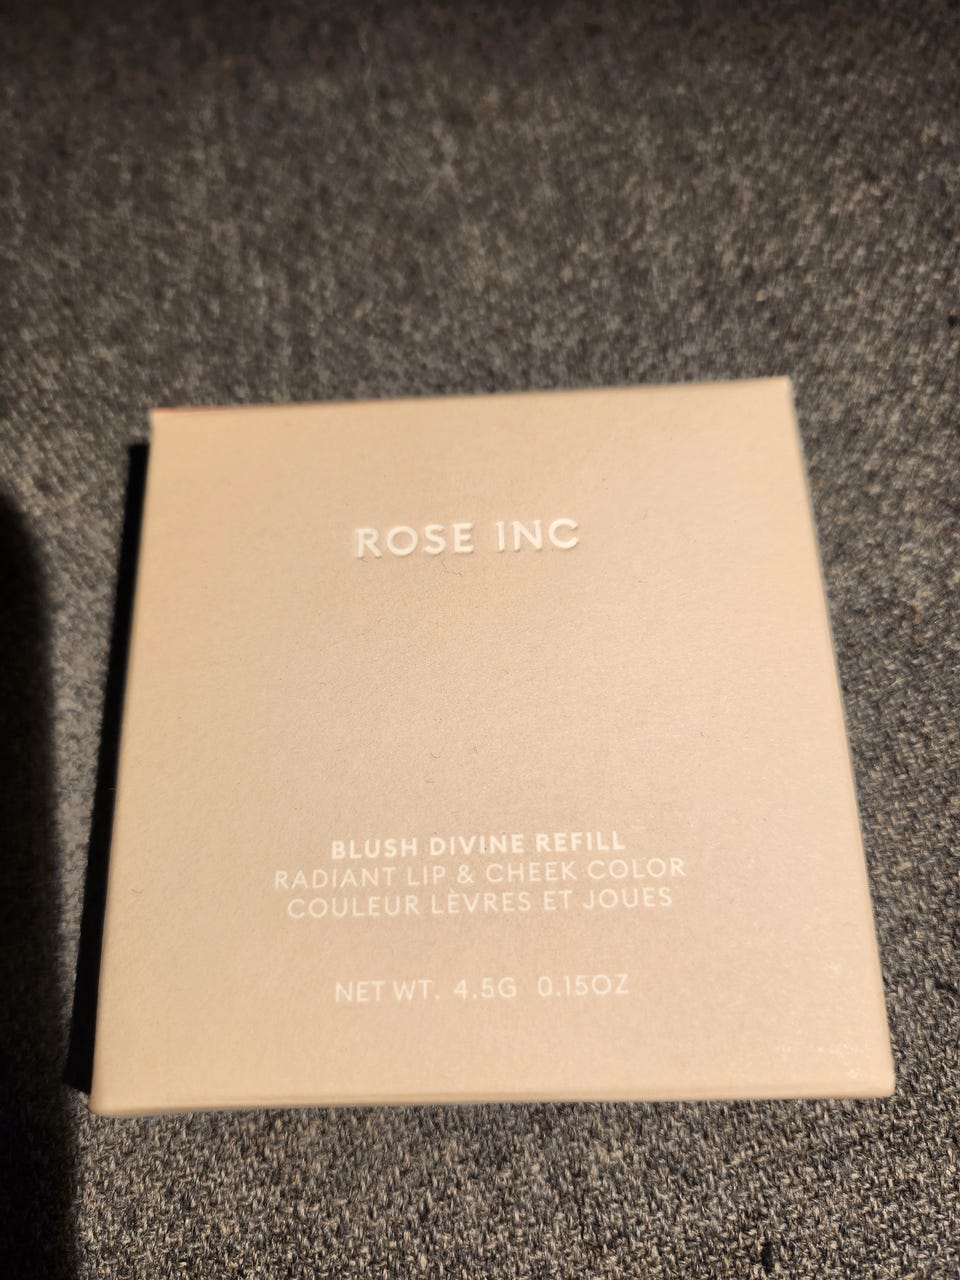 ROSE INC
BLUSH DIVINE REFILL
RADIANT LIP & CHEEK COLOR
COULEUR LÈVRES ET JOUES
NET WT. 4.5G 0.15OZ